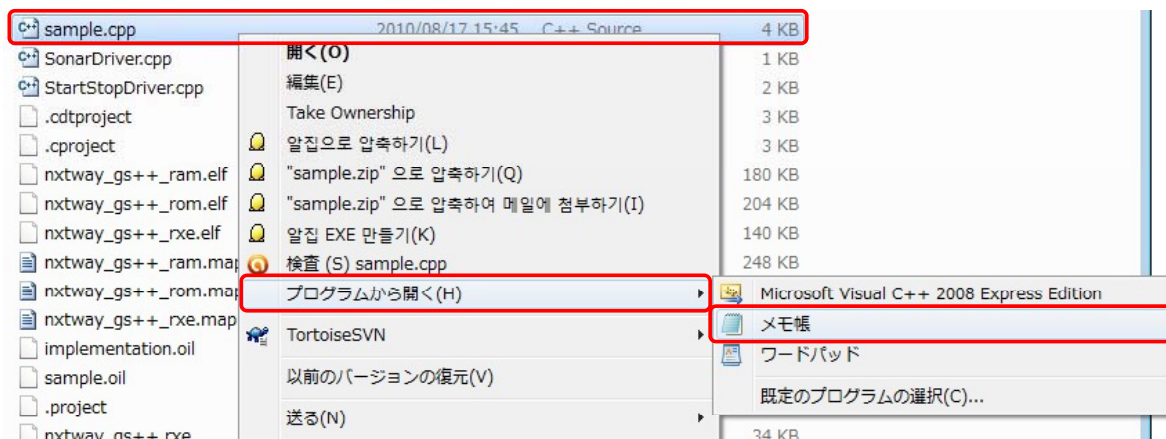 sample.cpp 2010/08/17 15:45 C++ Source 4 KB
SonarDriver.cpp 1 KB
StartStopDriver.cpp 2 KB
.cdtproject 3 KB
.cproject 3 KB
nxtway_gs++_ram.elf 180 KB
nxtway_gs++_rom.elf 204 KB
nxtway_gs++_rxe.elf 140 KB
nxtway_gs++_ram.map 248 KB
nxtway_gs++_rom.map
nxtway_gs++_rxe.map
implementation.oil
sample.oil
.project
nxtway_gs++_rxe 34 KB
開く(O)
編集(E)
Take Ownership
알집으로 압축하기(L)
"sample.zip" 으로 압축하기(Q)
"sample.zip" 으로 압축하여 메일에 첨부하기(I)
알집 EXE 만들기(K)
検査 (S) sample.cpp
プログラムから開く(H)
TortoiseSVN
以前のバージョンの復元(V)
送る(N)
Microsoft Visual C++ 2008 Express Edition
メモ帳
ワードパッド
既定のプログラムの選択(C)...